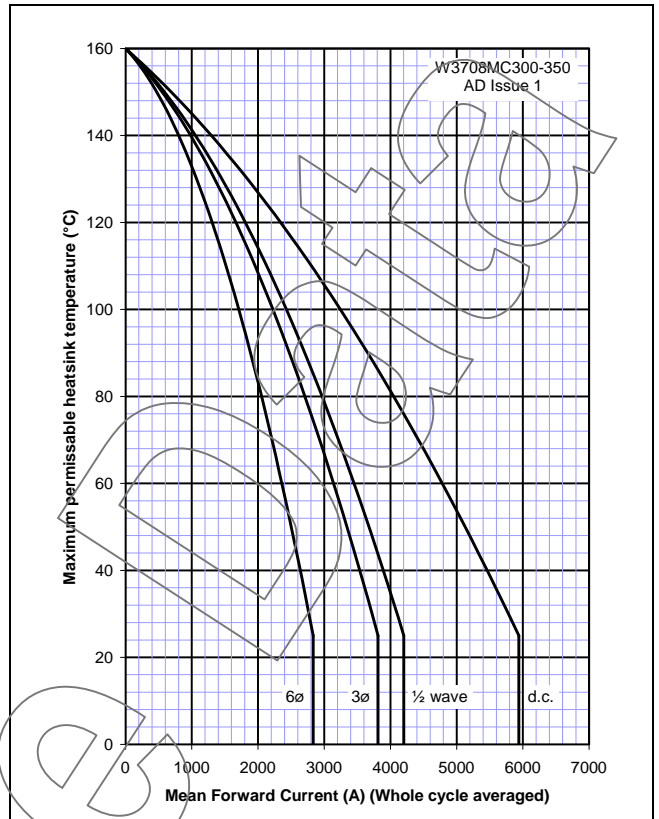 W3708MC300-350
AD Issue 1
Maximum permissable heatsink temperature (°C)
160
140
120
100
80
60
40
20
0
6ø 3ø ½ wave d.c.
0 1000 2000 3000 4000 5000 6000 7000
Mean Forward Current (A) (Whole cycle averaged)